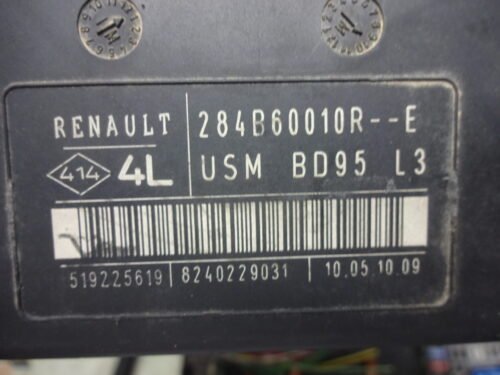 RENAULT 284B60010R--E
414 4L USM BD95 L3
519225619 8240229031 10.05.10.09